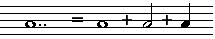 = + +